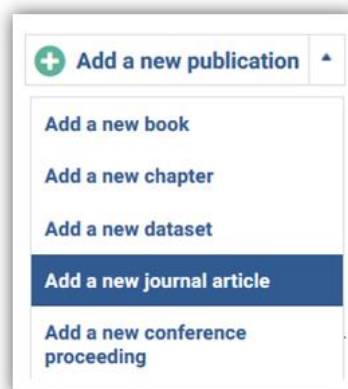 Add a new publication
Add a new book
Add a new chapter
Add a new dataset
Add a new journal article
Add a new conference
proceeding